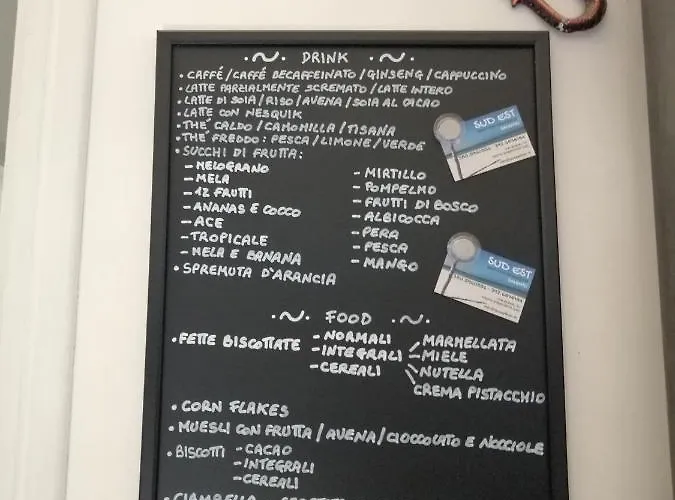 DRINK
• CAFFÉ/CAFFÉ DECAFFEINATO/GINSENG/CAPPUCCINO
• LATTE PARZIALMENTE SCREMATO/LATTE INTERO
• LATTE DI SOIA/RISO/AVENA/SOIA AL CACAO
• LATTE CON NESQUIK
• THE' CALDO/CAMOMILLA/TISANA
• THE' FREDDO: PESCA/LIMONE/VERDE
• SUCCHI DI FRUTTA:
- MELOGRANO
- MELA
- 12 FRUTTI
- ANANAS E COCCO
- ACE
- TROPICALE
- MELA E BANANA
- MIRTILLO
- POMPELMO
- FRUTTI DI BOSCO
- ALBICOCCA
- PERA
- PESCA
- MANGO
• SPREMUTA D'ARANCIA
SUD EST
SUD EST
FOOD
• FETTE BISCOTTATE
- NORMALI
- INTEGRALI
- CEREALI
MARMELLATA
MIELE
NUTELLA
CREMA PISTACCHIO
• CORN FLAKES
• MUESLI CON FRUTTA/AVENA/CIOCCOLATO E NOCCIOLE
• BISCOTTI
- CACAO
- INTEGRALI
- CEREALI
• CIAMBELLA